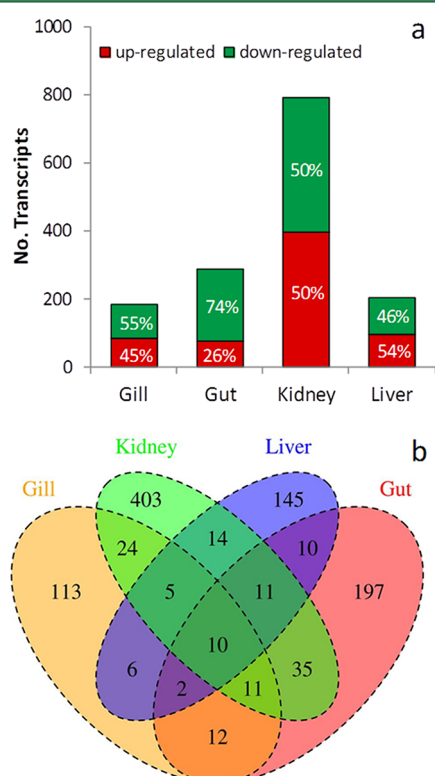 a
1000
up-regulated down-regulated
800
600
400
200
0
No. Transcripts
55%
45%
74%
26%
50%
50%
46%
54%
Gill Gut Kidney Liver
b
Kidney Liver
Gill Gut
403 145
24 14 10
113 5 11 197
10
6 2 11 35
12